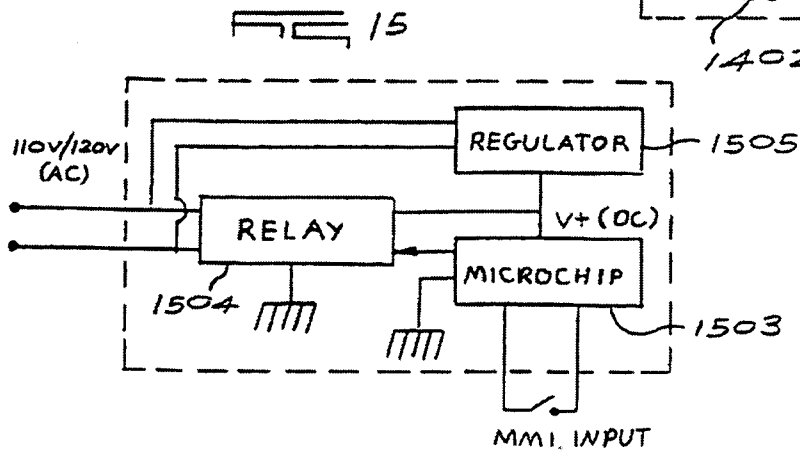 15
1402
110V/120V
(AC)
REGULATOR
1505
RELAY
V+(DC)
MICROCHIP
1504
1503
MMI. INPUT